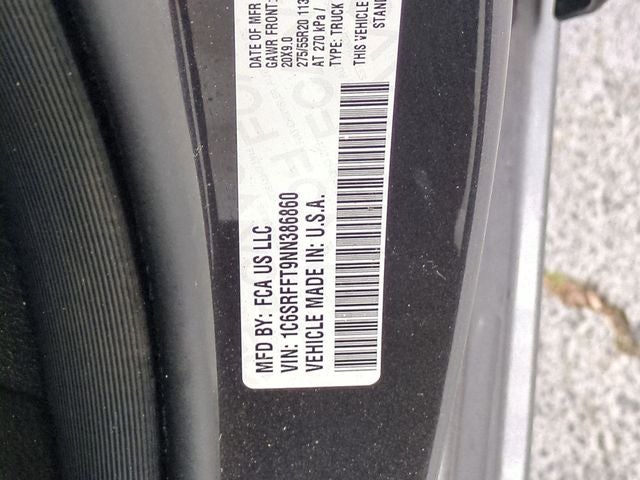 MFD BY: FCA US LLC
VIN: 1C6SRFFT9NN386860
VEHICLE MADE IN: U.S.A.
DATE OF MFR
GAWR FRONT:
20X9.0
275/55R20 113
AT 270 kPa /
TYPE: TRUCK
THIS VEHICLE
STAND